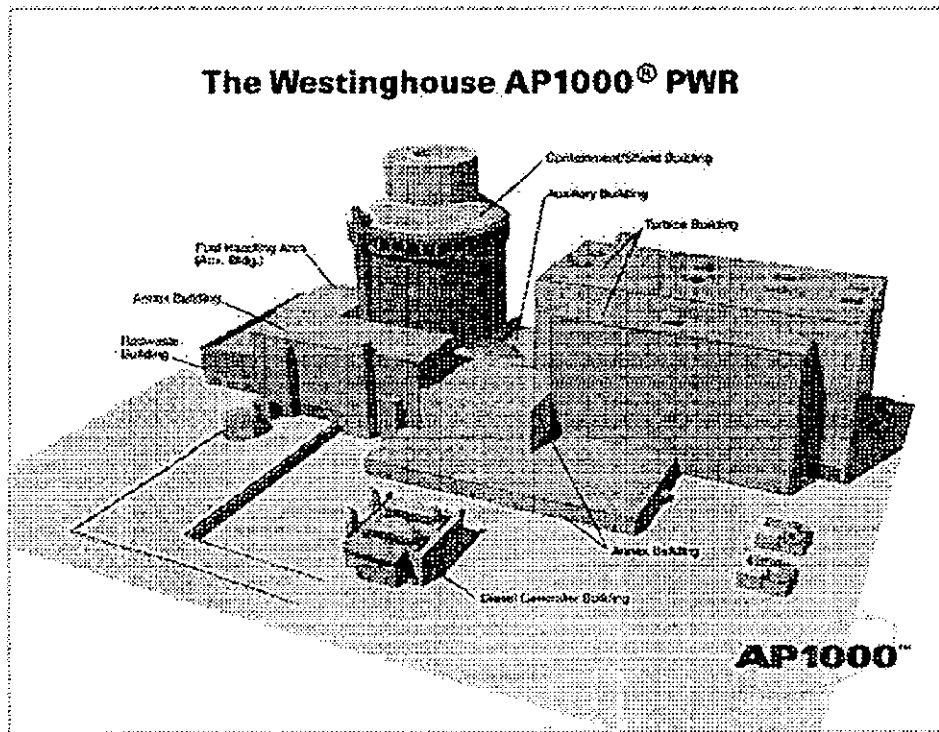 The Westinghouse AP1000® PWR
Containment/Shield Building
Auxiliary Building
Turbine Building
Fuel Handling Area
(Aux. Bldg.)
Annex Building
Radwaste
Building
Annex Building
Diesel Generator Building
AP1000™